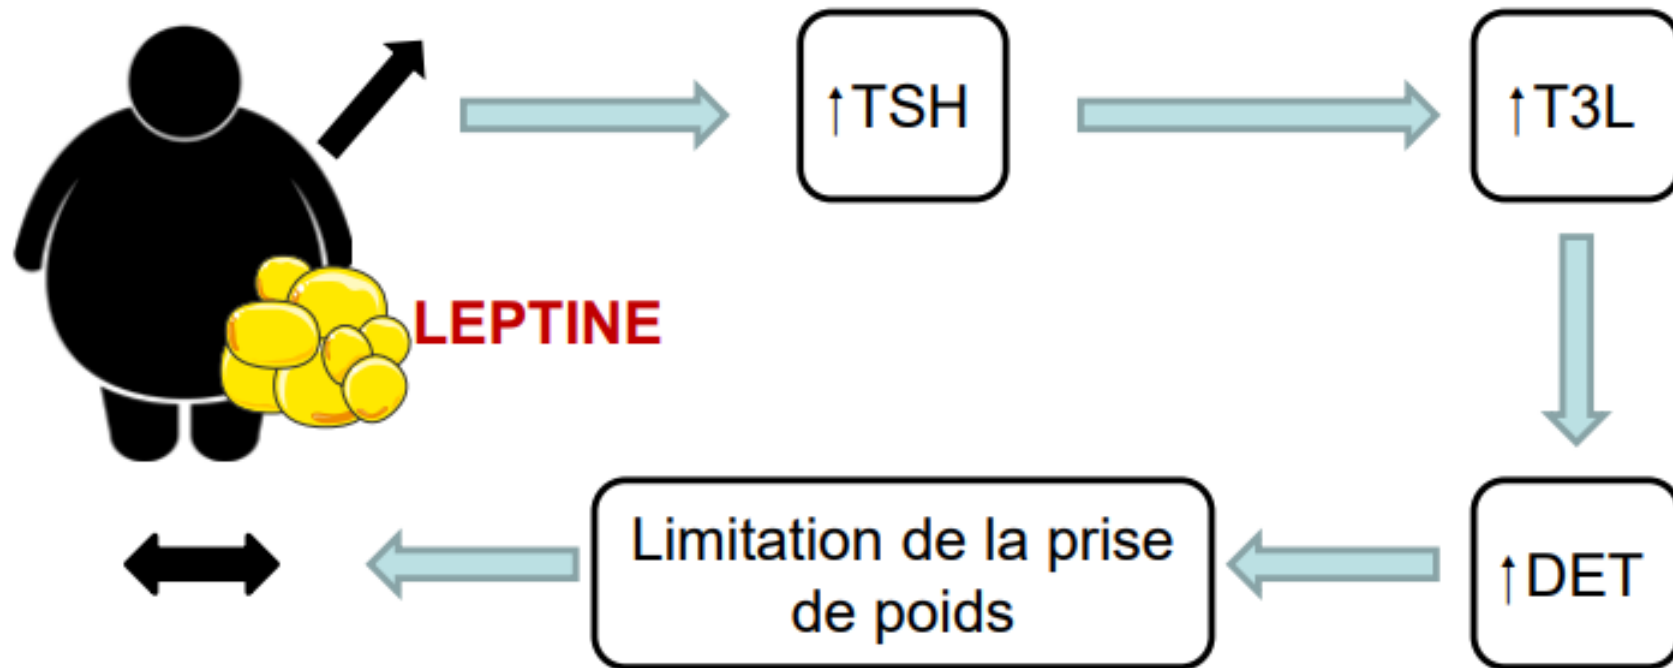 ↑TSH
↑T3L
LEPTINE
↑DET
Limitation de la prise
de poids